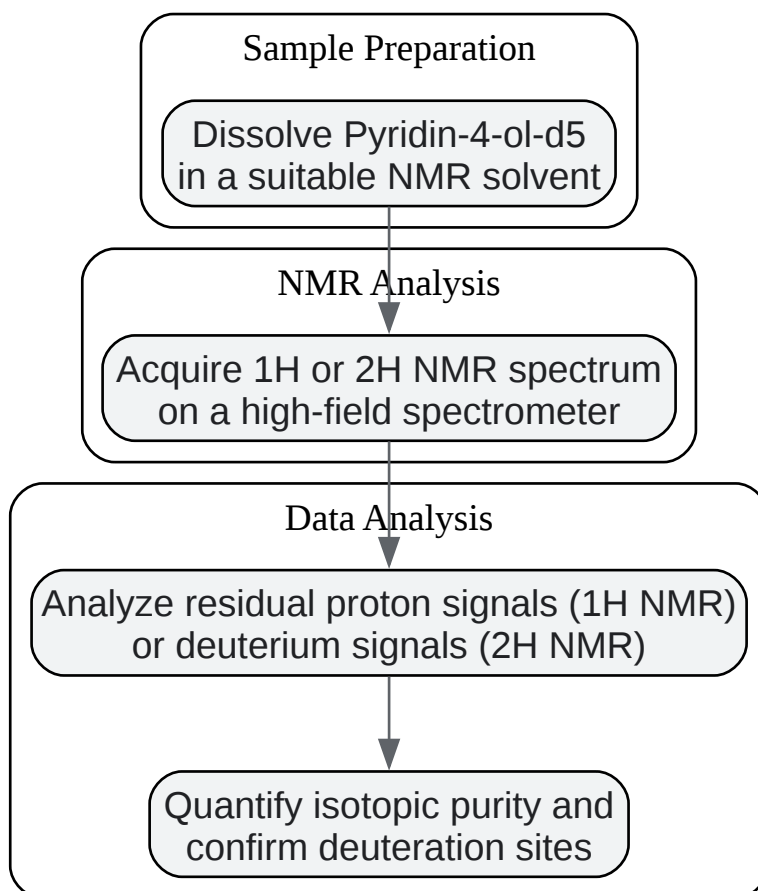 Sample Preparation
Dissolve Pyridin-4-ol-d5
in a suitable NMR solvent
NMR Analysis
Acquire 1H or 2H NMR spectrum
on a high-field spectrometer
Data Analysis
Analyze residual proton signals (1H NMR)
or deuterium signals (2H NMR)
Quantify isotopic purity and
confirm deuteration sites